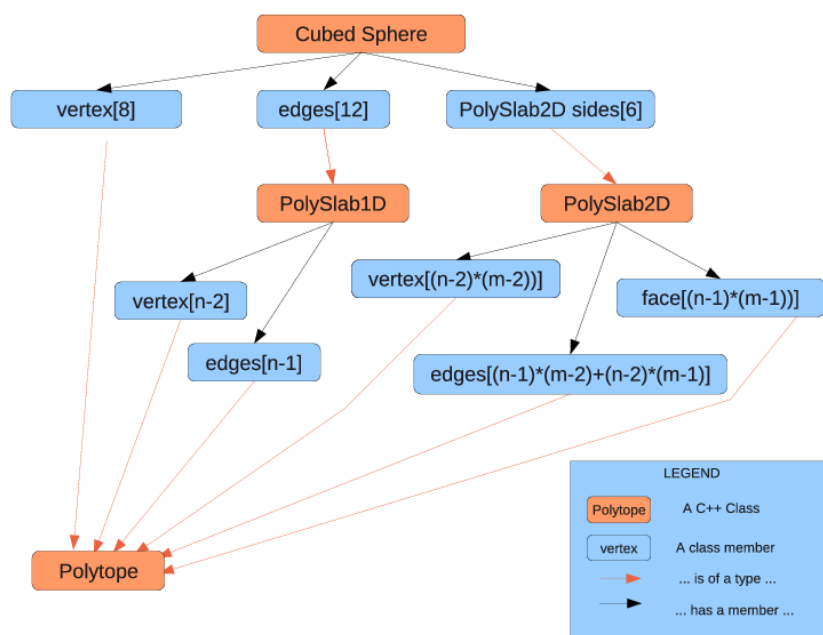 Cubed Sphere
vertex[8]
edges[12]
PolySlab2D sides[6]
PolySlab1D
PolySlab2D
vertex[(n-2)*(m-2))]
face[(n-1)*(m-1))]
vertex[n-2]
edges[n-1]
edges[(n-1)*(m-2)+(n-2)*(m-1)]
Polytope
LEGEND
Polytope
A C++ Class
vertex
A class member
... is of a type ...
... has a member ...